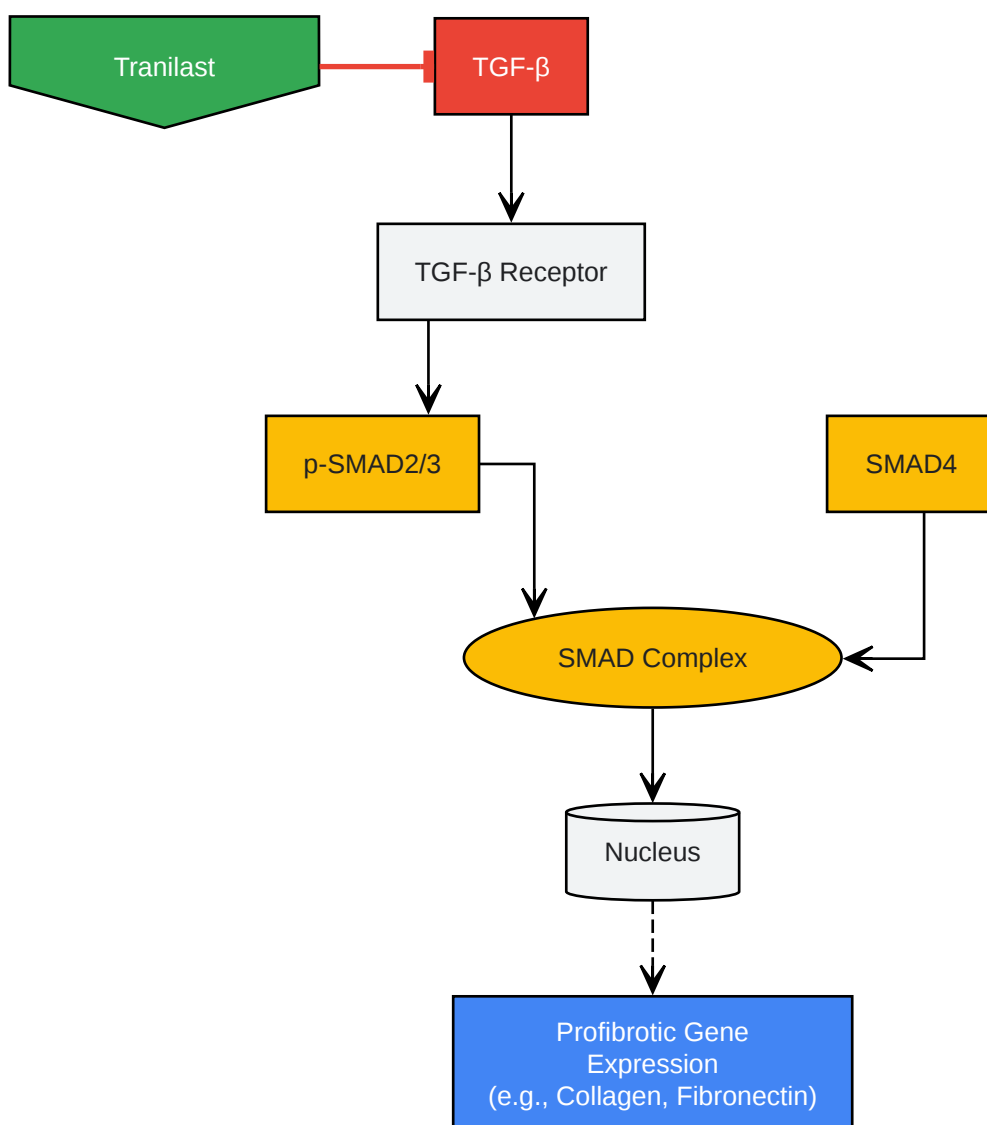 Tranilast
TGF-β
TGF-β Receptor
p-SMAD2/3
SMAD4
SMAD Complex
Nucleus
Profibrotic Gene
Expression
(e.g., Collagen, Fibronectin)